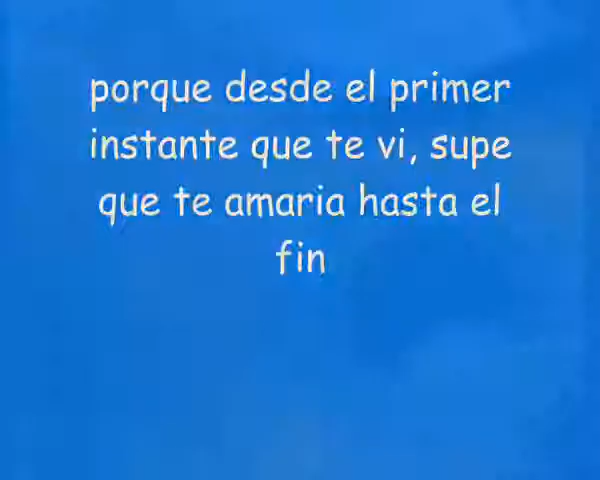 porque desde el primer
instante que te vi, supe
que te amaria hasta el
fin